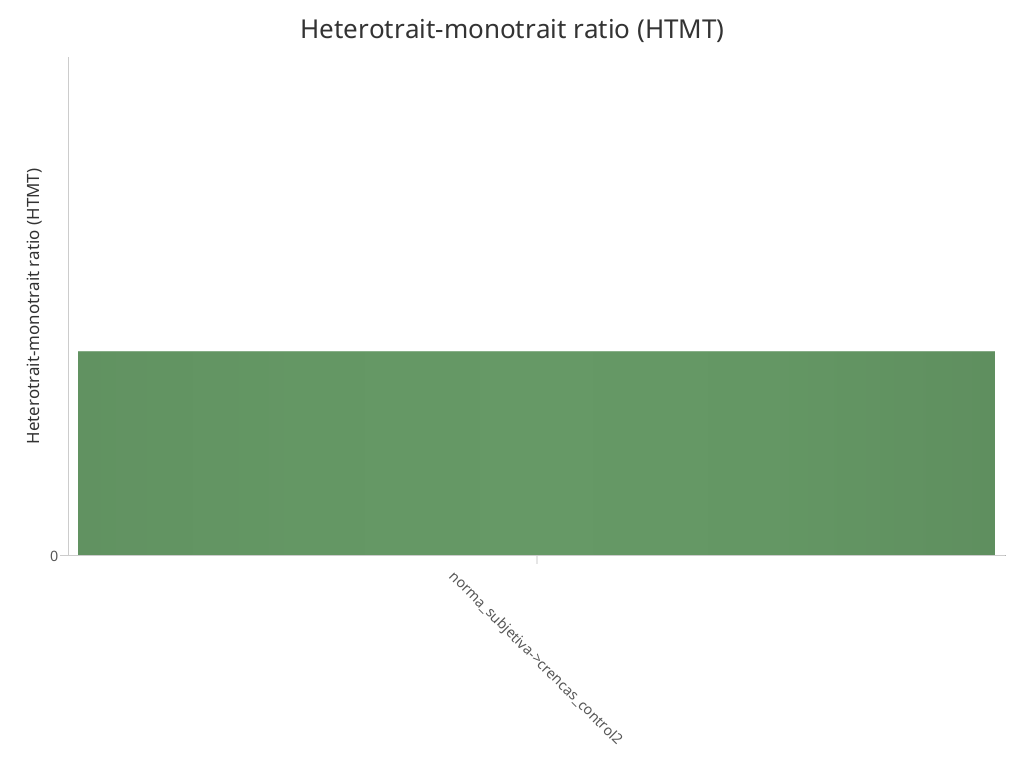 Heterotrait-monotrait ratio (HTMT)
Heterotrait-monotrait ratio (HTMT)
0
norma_subjetiva->crencas_control2